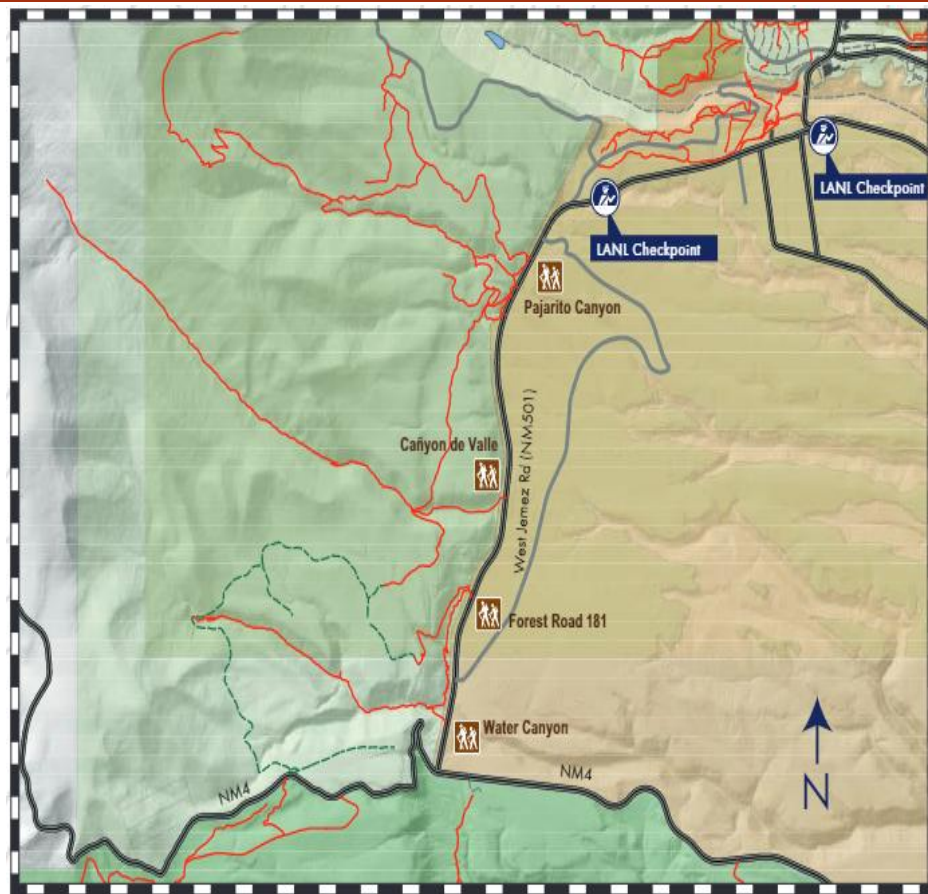 LANL Checkpoint
LANL Checkpoint
Pajarito Canyon
West Jemez Rd (NM501)
Cañyon de Valle
Forest Road 181
Water Canyon
NM4
NM4
N